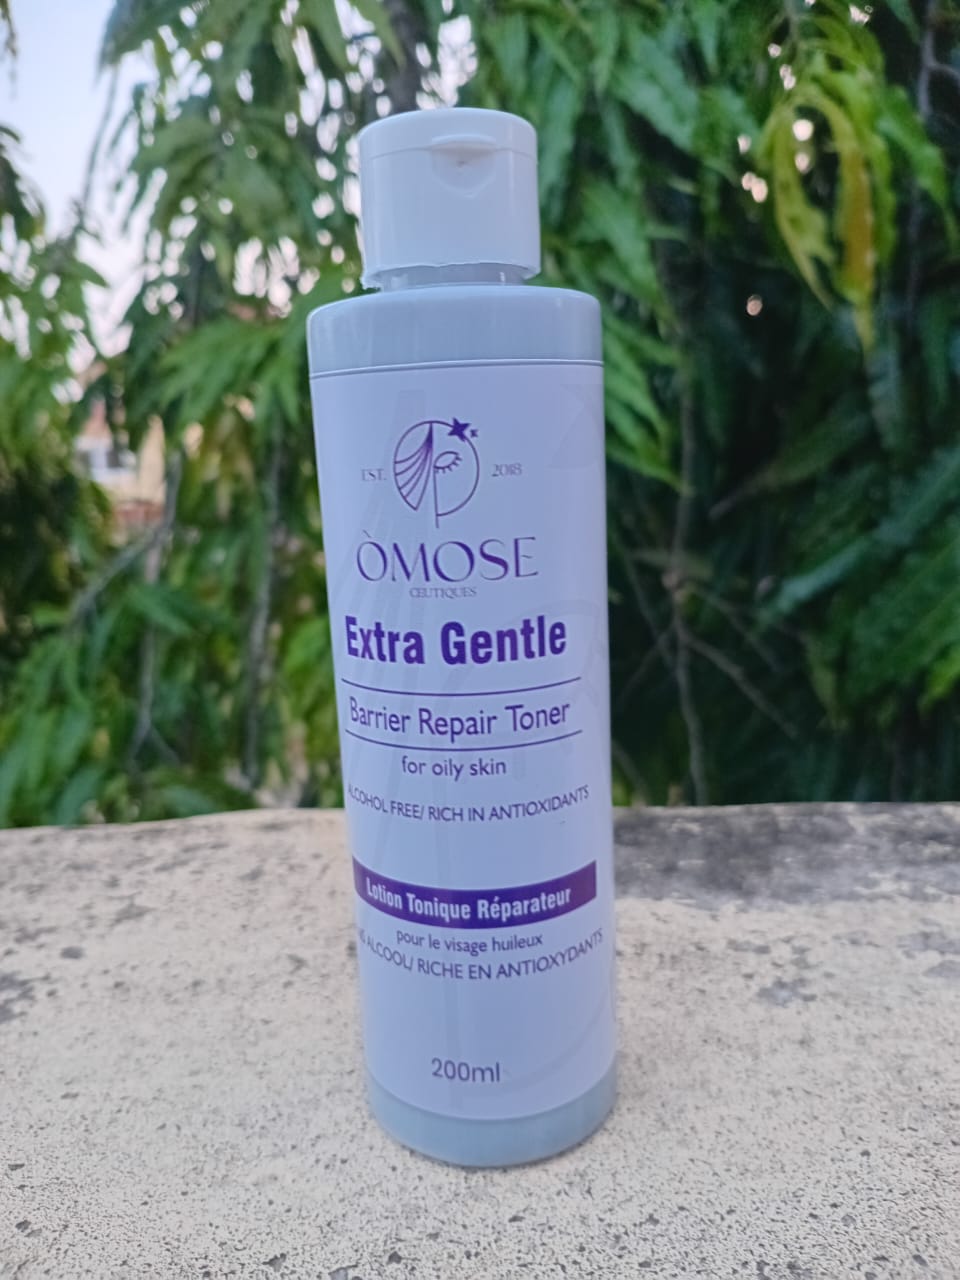 EST. 2018
ÒMOSE
CEUTIQUES
Extra Gentle
Barrier Repair Toner
for oily skin
ALCOHOL FREE/ RICH IN ANTIOXIDANTS
Lotion Tonique Réparateur
pour le visage huileux
ALCOOL/ RICHE EN ANTIOXYDANTS
200ml